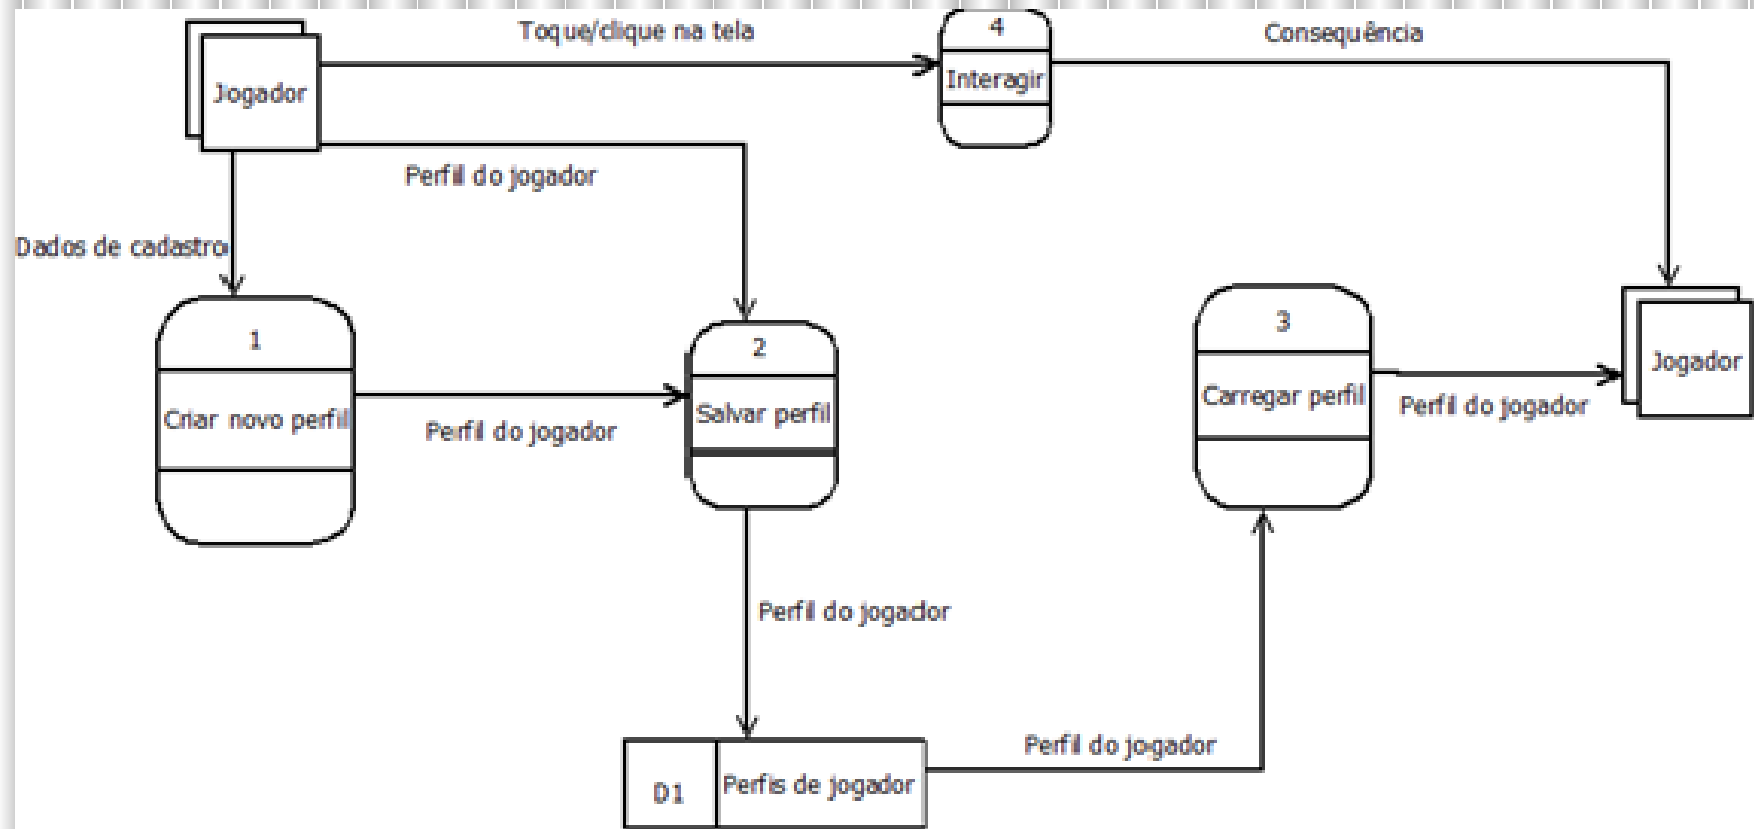 Toque/clique na tela
4
Consequência
Jogador
Interagir
Perfil do jogador
Dados de cadastro
1
2
3
Criar novo perfil
Salvar perfil
Carregar perfil
Jogador
Perfil do jogador
Perfil do jogador
Perfil do jogador
Perfil do jogador
D1
Perfis de jogador